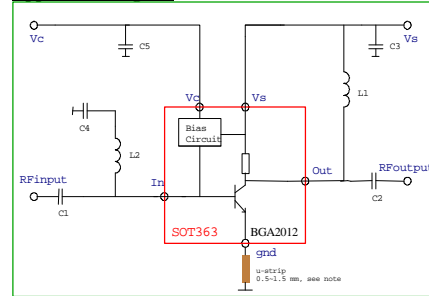 Vc
C5
C3
Vs
L1
Vc
Vs
C4
Bias
Circuit
L2
RFinput
In
Out
RFoutput
C1
C2
SOT363
BGA2012
gnd
u-strip
0.5-1.5 mm, see note